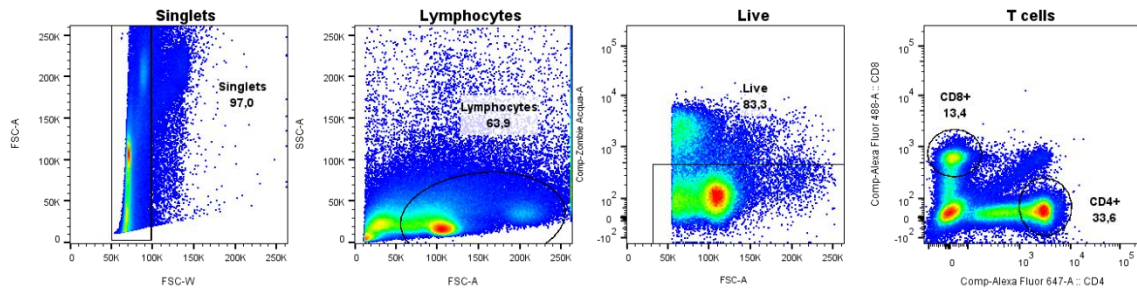 Singlets
250K
200K
150K
100K
50K
0
0
50K
100K
150K
200K
250K
FSC-A
FSC-W
Singlets
97,0
Lymphocytes
250K
200K
150K
100K
50K
0
0
50K
100K
150K
200K
250K
SSC-A
FSC-A
Lymphocytes
63,9
Live
10^5
10^4
10^3
10^2
0
-10^2
0
50K
100K
150K
200K
250K
Comp-Zombie Acqua-A
FSC-A
Live
83,3
T cells
10^5
10^4
10^3
10^2
0
-10^2
0
10^3
10^4
10^5
Comp-Alexa Fluor 488-A :: CD8
Comp-Alexa Fluor 647-A :: CD4
CD8+
13,4
CD4+
33,6